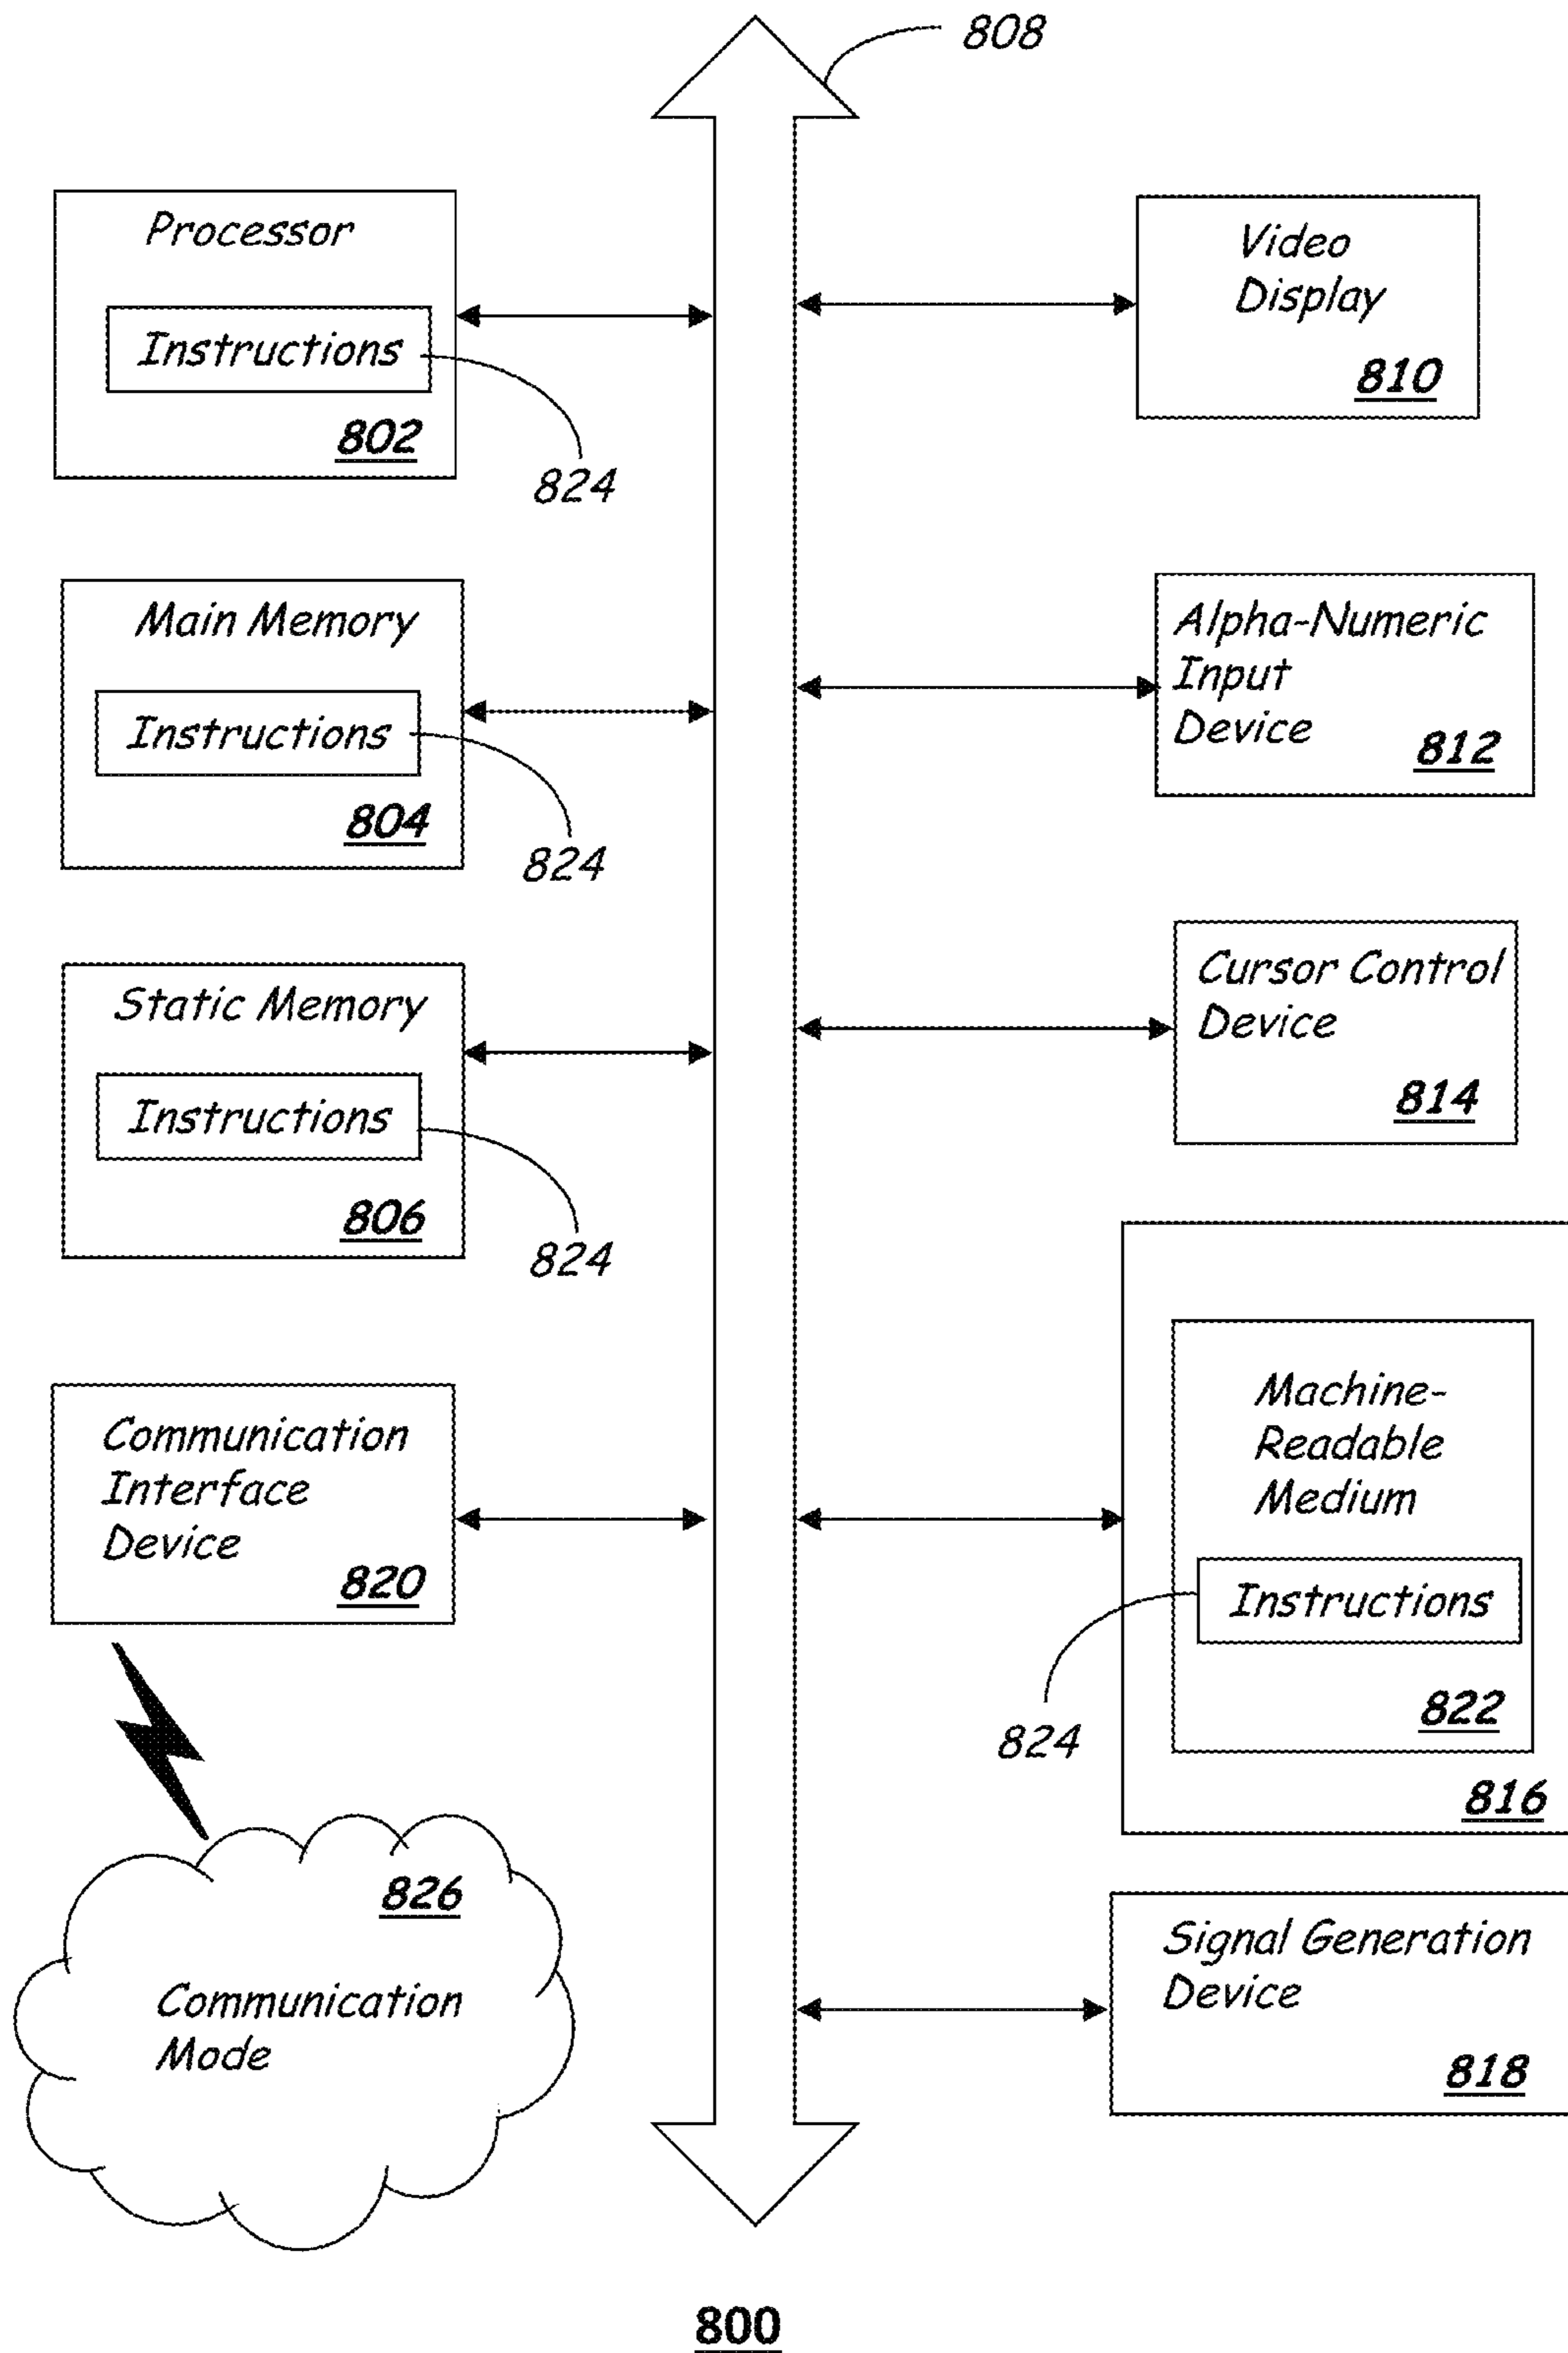 808
Processor
Instructions
802
824
Main Memory
Instructions
804
824
Static Memory
Instructions
806
824
Communication
Interface
Device
820
826
Communication
Mode
Video
Display
810
Alpha-Numeric
Input
Device
812
Cursor Control
Device
814
Machine-
Readable
Medium
Instructions
822
824
816
Signal Generation
Device
818
800